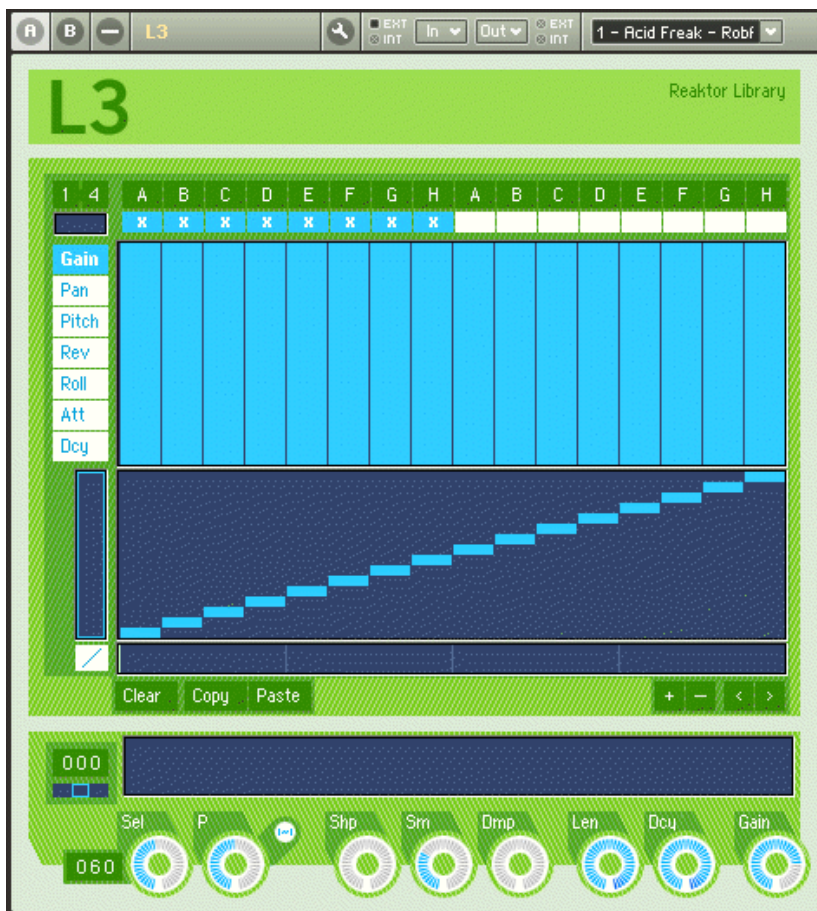 A B L3 EXT INT In Out EXT INT 1 - Acid Freak - Robf
L3
Reaktor Library
1 4 A B C D E F G H A B C D E F G H
x x x x x x x x
Gain
Pan
Pitch
Rev
Roll
Att
Dcy
Clear Copy Paste + - < >
000
Sel P Shp Sm Dmp Len Dcy Gain
060